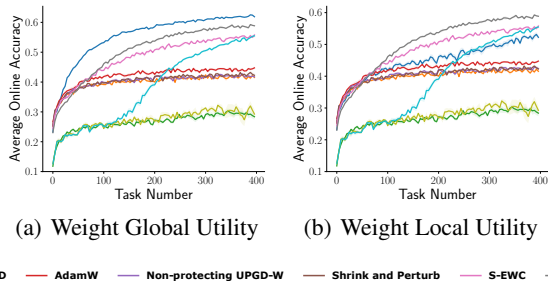 0.6
0.5
0.4
0.3
0.2
0.1
Average Online Accuracy
0 100 200 300 400
Task Number
(a) Weight Global Utility
0.6
0.5
0.4
0.3
0.2
0.1
Average Online Accuracy
0 100 200 300 400
Task Number
(b) Weight Local Utility
D AdamW Non-protecting UPGD-W Shrink and Perturb S-EWC